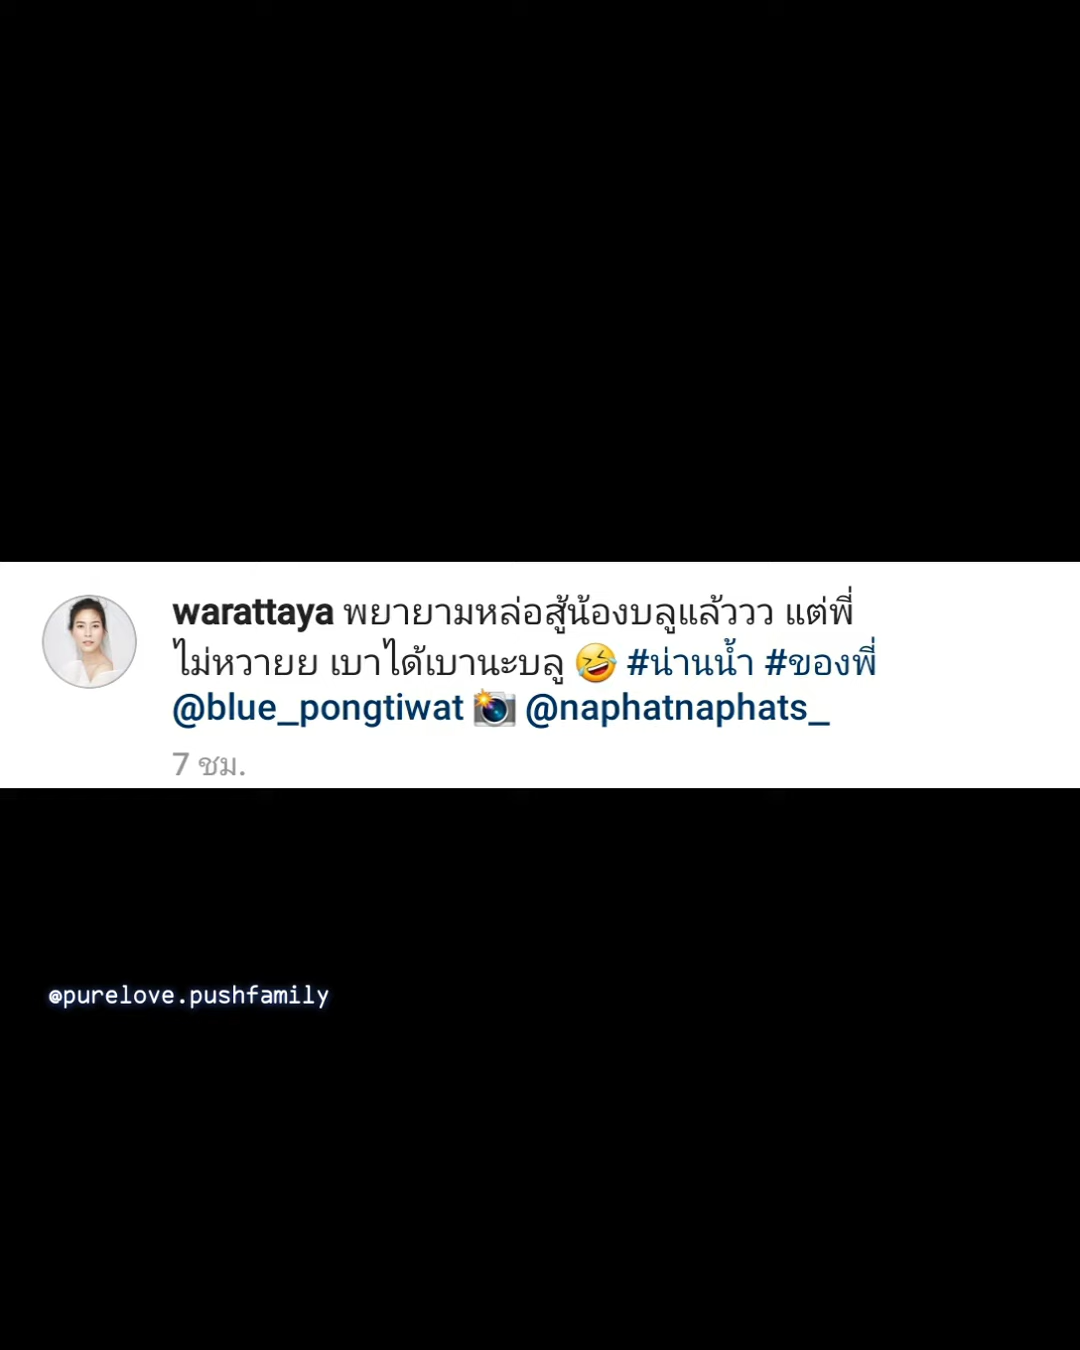 warattaya พยายามหล่อสู้น้องบลูแล้ววว แต่พี่
ไม่หวายย เบาได้เบานะบลู 🤣 #น่านน้ำ #ของพี่
@blue_pongtiwat 📸 @naphatnaphats_
7 ชม.
@purelove.pushfamily